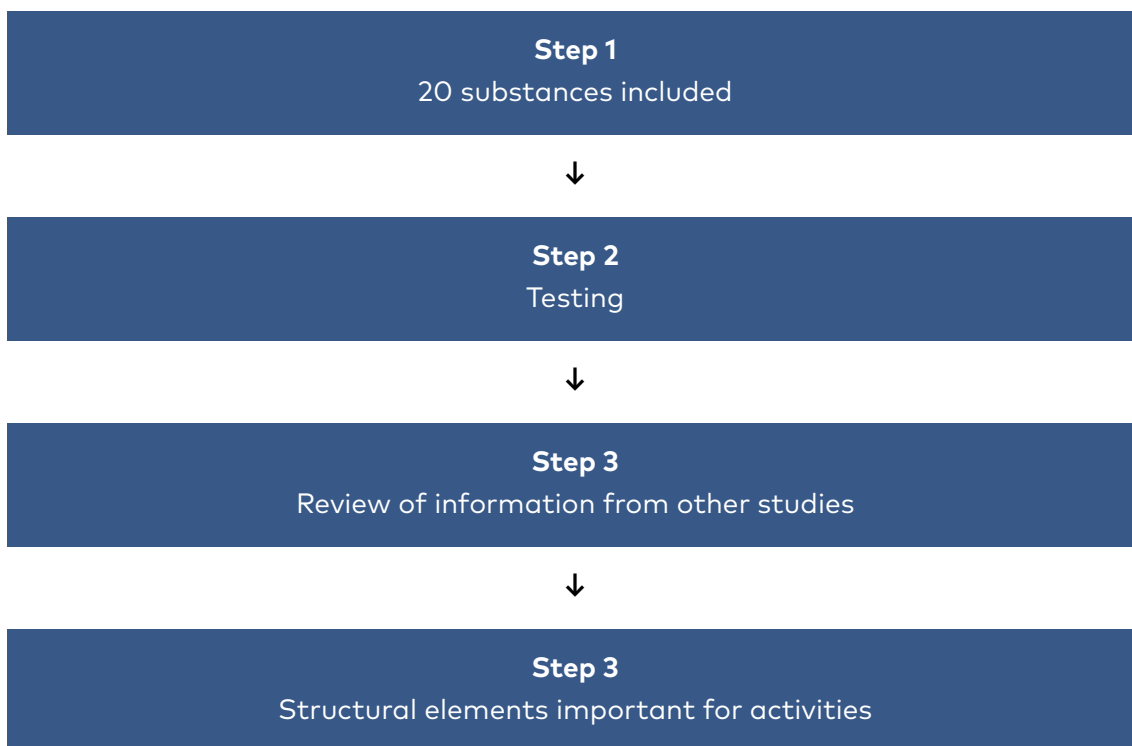 Step 1
20 substances included
↓
Step 2
Testing
↓
Step 3
Review of information from other studies
↓
Step 3
Structural elements important for activities